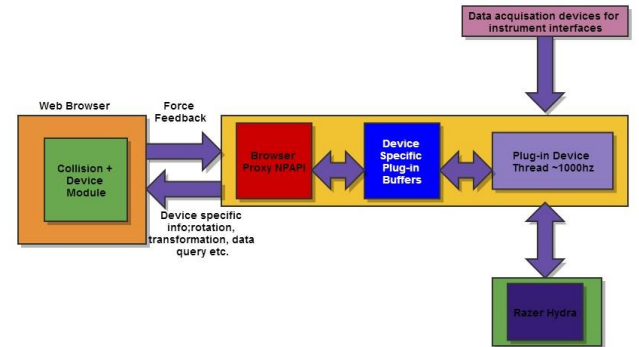 Data acquisation devices for
instrument interfaces
Web Browser
Force
Feedback
Collision +
Device
Module
Browser
Proxy NPAPI
Device
Specific
Plug-in
Buffers
Plug-in Device
Thread ~1000hz
Device specific
info;rotation,
transformation, data
query etc.
Razer Hydra